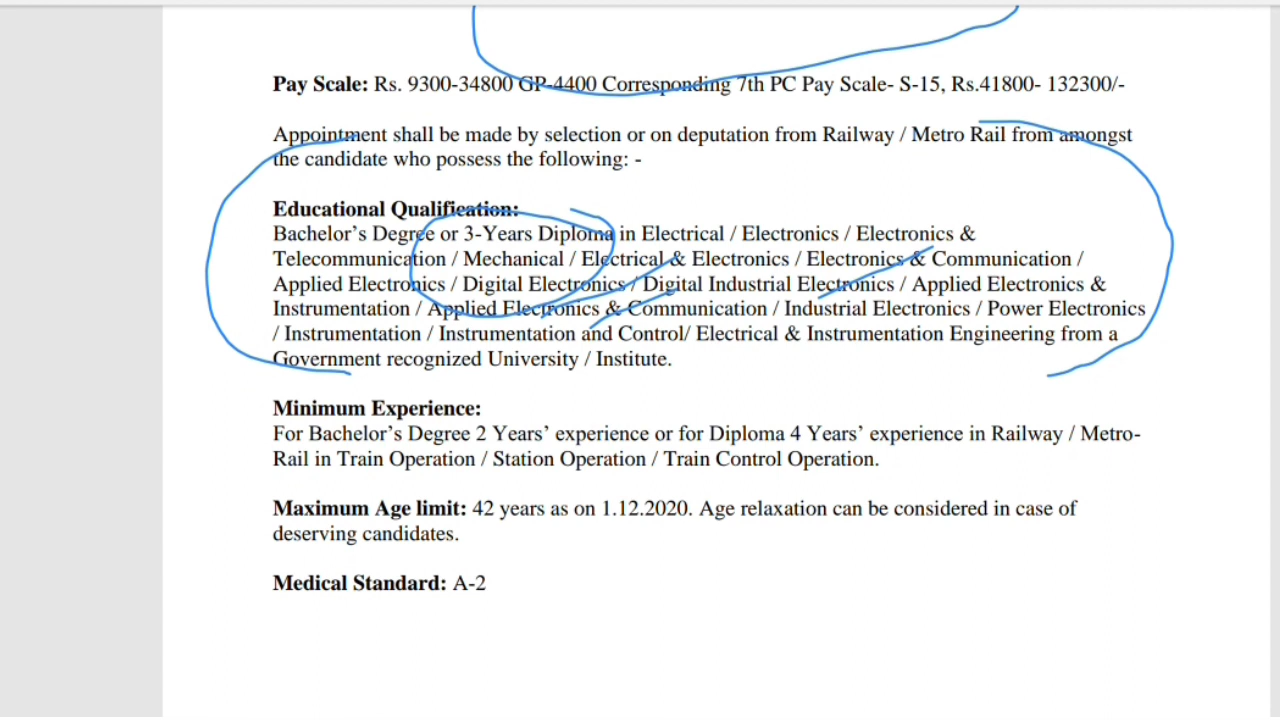 Pay Scale: Rs. 9300-34800 GP-4400 Corresponding 7th PC Pay Scale- S-15, Rs.41800- 132300/-
Appointment shall be made by selection or on deputation from Railway / Metro Rail from amongst
the candidate who possess the following: -
Educational Qualification:
Bachelor's Degree or 3-Years Diploma in Electrical / Electronics / Electronics &
Telecommunication / Mechanical / Electrical & Electronics / Electronics & Communication /
Applied Electronics / Digital Electronics / Digital Industrial Electronics / Applied Electronics &
Instrumentation / Applied Electronics & Communication / Industrial Electronics / Power Electronics
/ Instrumentation / Instrumentation and Control/ Electrical & Instrumentation Engineering from a
Government recognized University / Institute.
Minimum Experience:
For Bachelor's Degree 2 Years' experience or for Diploma 4 Years' experience in Railway / Metro-
Rail in Train Operation / Station Operation / Train Control Operation.
Maximum Age limit: 42 years as on 1.12.2020. Age relaxation can be considered in case of
deserving candidates.
Medical Standard: A-2